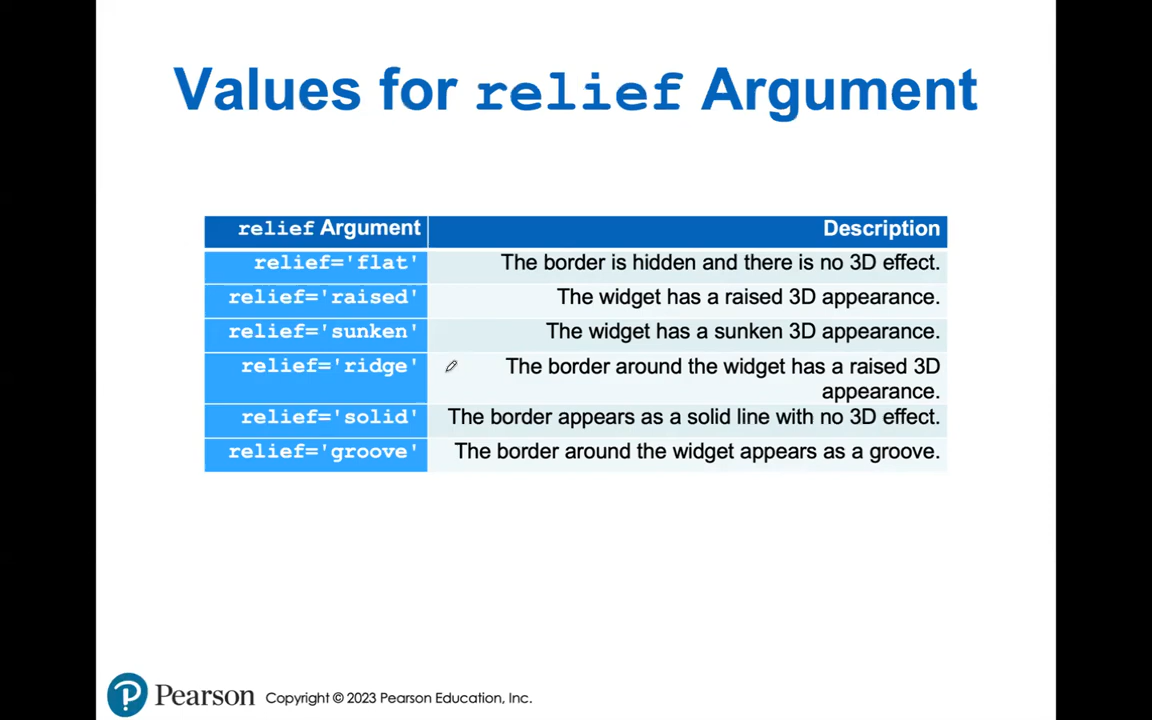 Values for relief Argument
relief Argument Description
relief='flat' The border is hidden and there is no 3D effect.
relief='raised' The widget has a raised 3D appearance.
relief='sunken' The widget has a sunken 3D appearance.
relief='ridge' The border around the widget has a raised 3D
appearance.
relief='solid' The border appears as a solid line with no 3D effect.
relief='groove' The border around the widget appears as a groove.
Pearson Copyright © 2023 Pearson Education, Inc.